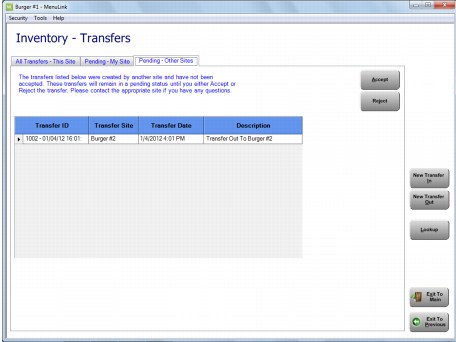 Burger #1 - MenuLink
Security Tools Help
Inventory - Transfers
All Transfers - This Site Pending - My Site Pending - Other Sites
The transfers listed below were created by another site and have not been
accepted. These transfers will remain in a pending status until you either Accept or
Reject the transfer. Please contact the appropriate site if you have any questions.
Accept
Reject
Transfer ID Transfer Site Transfer Date Description
1002 - 01/04/12 16:01: Burger #2 1/4/2012 4:01 PM Transfer Out To Burger #2
New Transfer
In
New Transfer
Out
Lookup
Exit To
Main
Exit To
Previous